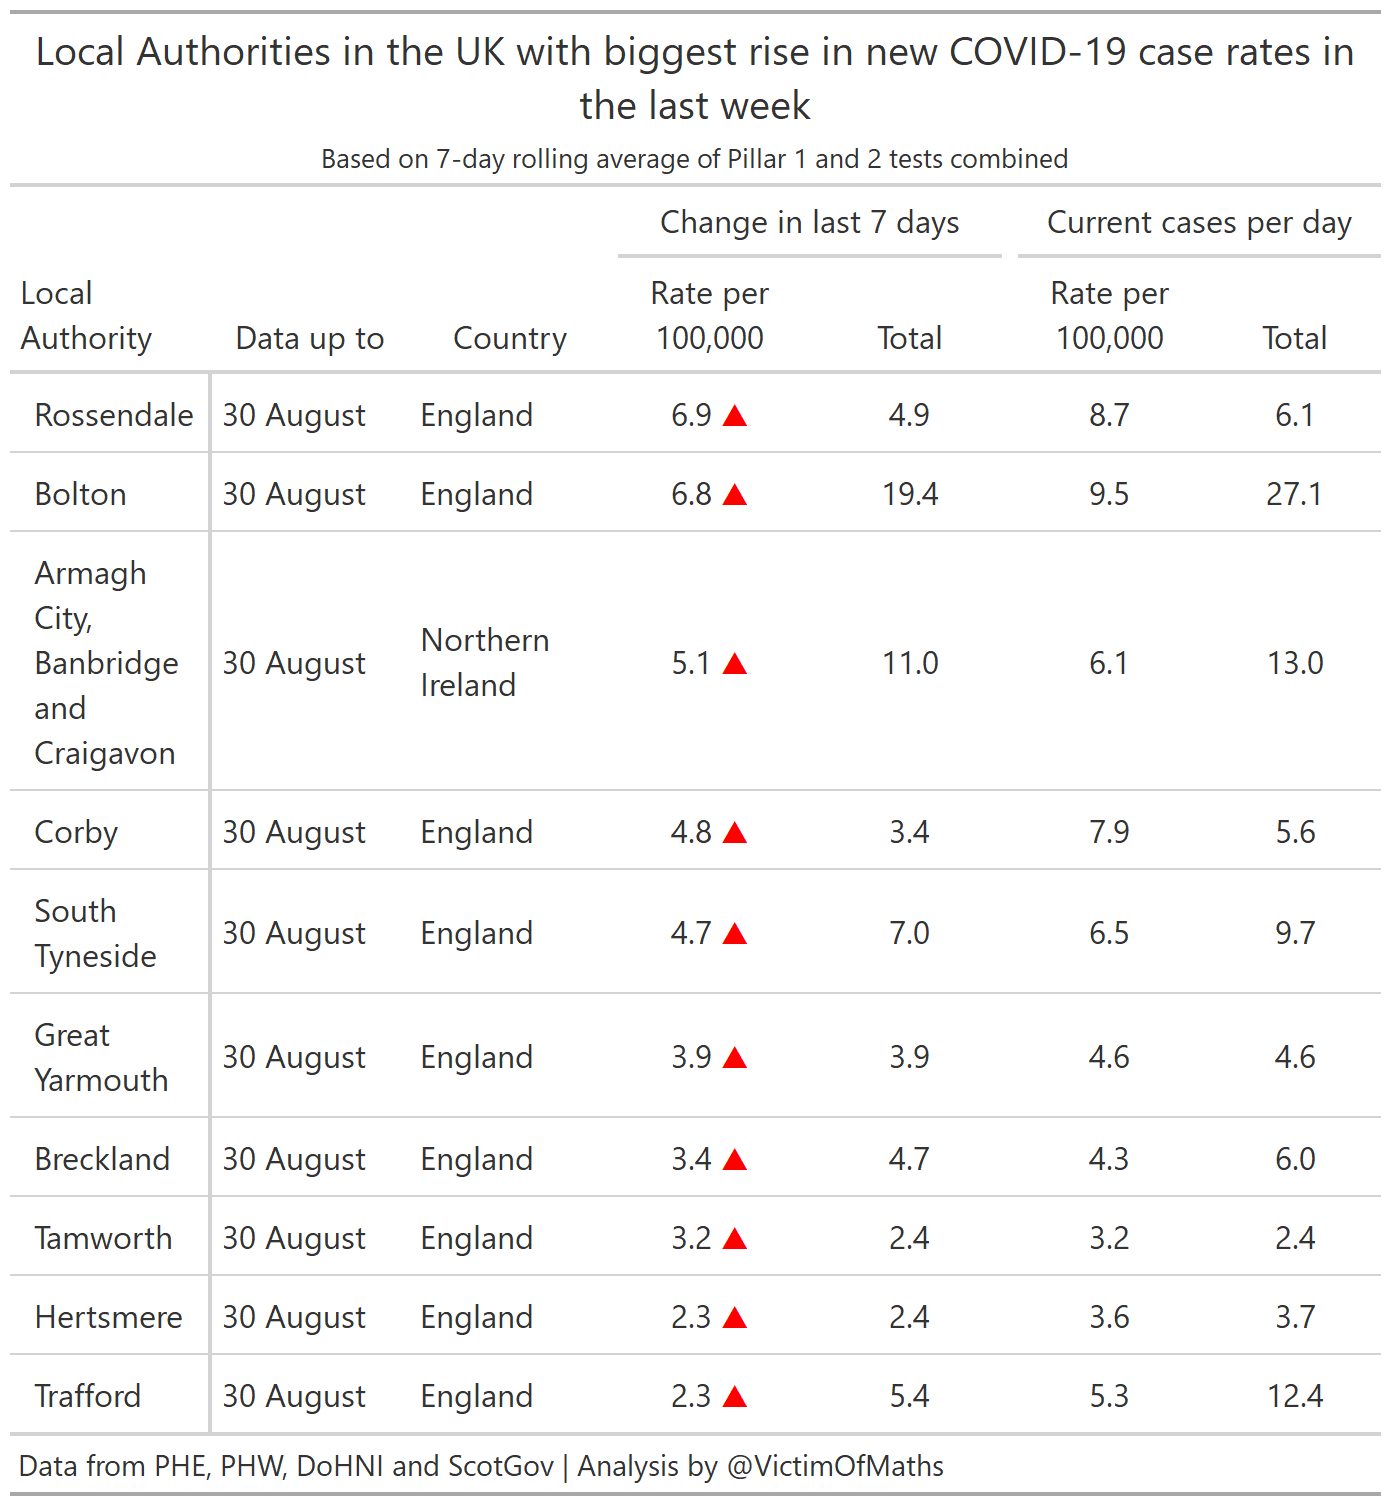 Local Authorities in the UK with biggest rise in new COVID-19 case rates in
the last week
Based on 7-day rolling average of Pillar 1 and 2 tests combined
Change in last 7 days Current cases per day
Local Authority Data up to Country Rate per 100,000 Total Rate per 100,000 Total
Rossendale 30 August England 6.9 ▲ 4.9 8.7 6.1
Bolton 30 August England 6.8 ▲ 19.4 9.5 27.1
Armagh City, Banbridge and Craigavon 30 August Northern Ireland 5.1 ▲ 11.0 6.1 13.0
Corby 30 August England 4.8 ▲ 3.4 7.9 5.6
South Tyneside 30 August England 4.7 ▲ 7.0 6.5 9.7
Great Yarmouth 30 August England 3.9 ▲ 3.9 4.6 4.6
Breckland 30 August England 3.4 ▲ 4.7 4.3 6.0
Tamworth 30 August England 3.2 ▲ 2.4 3.2 2.4
Hertsmere 30 August England 2.3 ▲ 2.4 3.6 3.7
Trafford 30 August England 2.3 ▲ 5.4 5.3 12.4
Data from PHE, PHW, DoHNI and ScotGov | Analysis by @VictimOfMaths